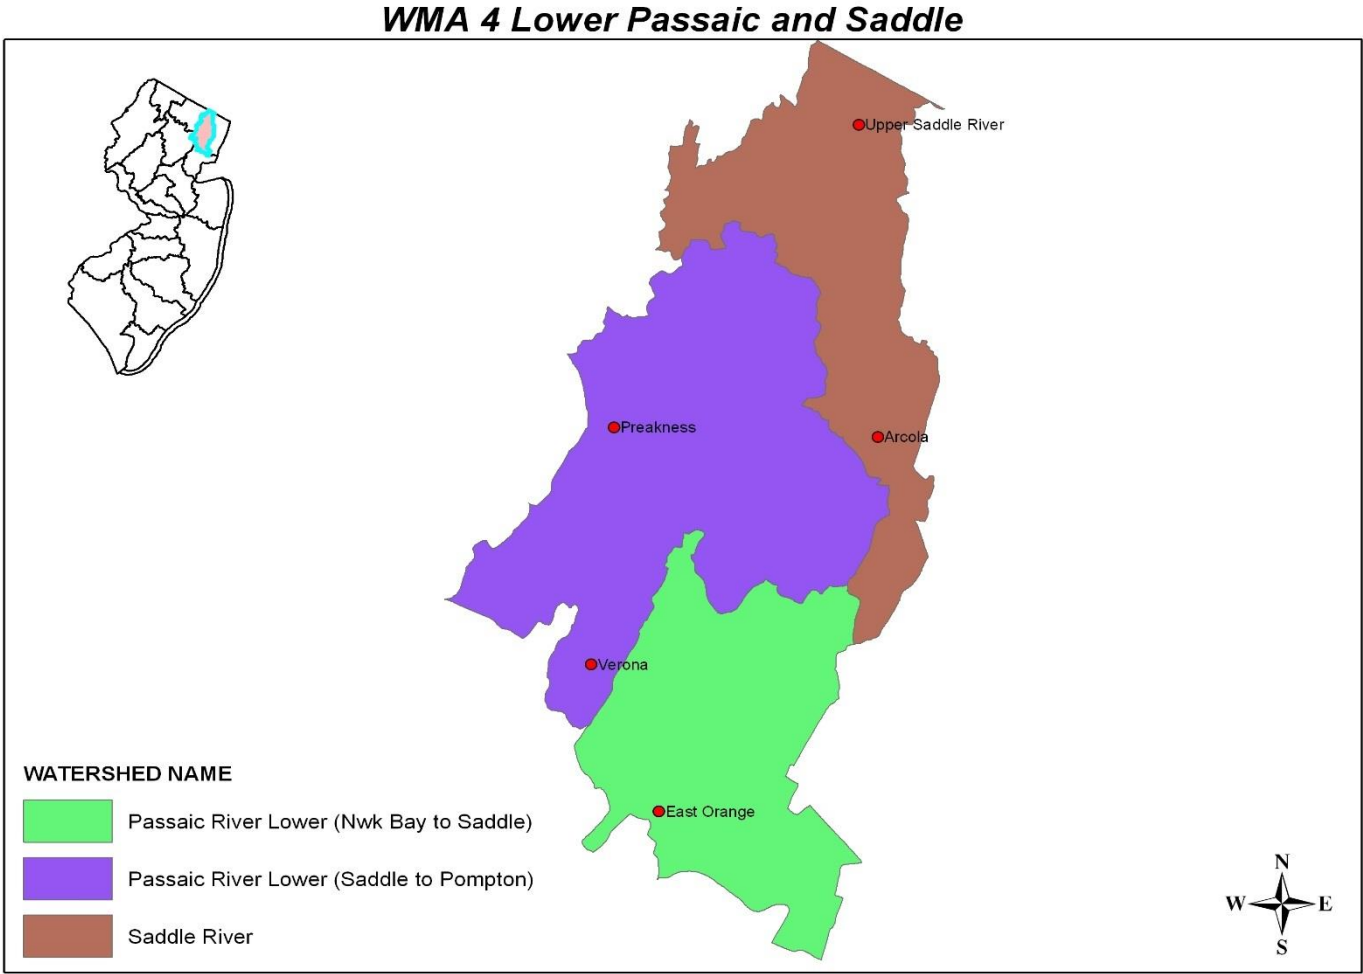 WMA 4 Lower Passaic and Saddle
Upper Saddle River
Preakness
Arcola
Verona
East Orange
WATERSHED NAME
Passaic River Lower (Nwk Bay to Saddle)
Passaic River Lower (Saddle to Pompton)
Saddle River
N
W E
S